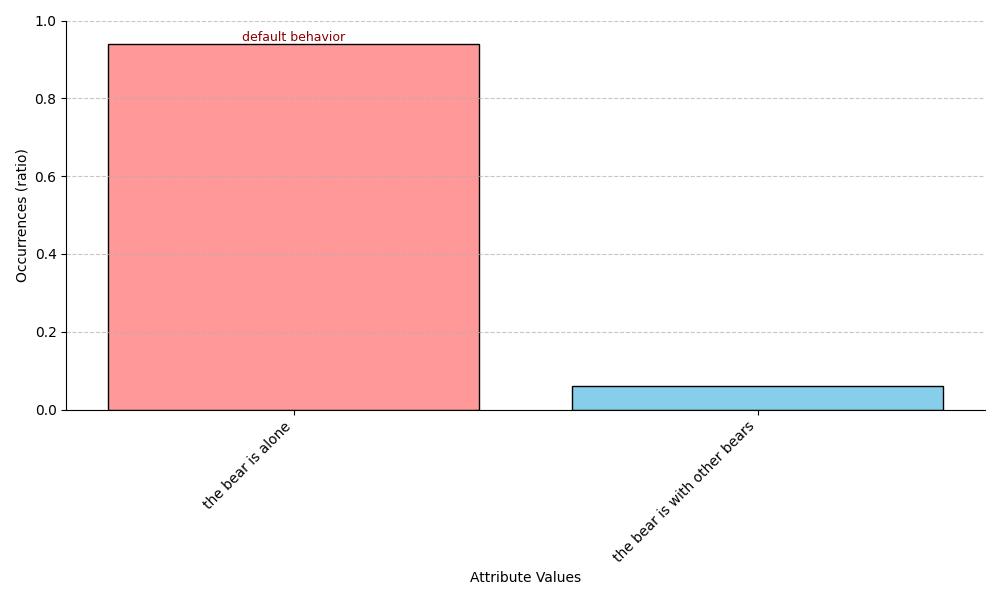 1.0
default behavior
0.8
0.6
0.4
0.2
0.0
Occurrences (ratio)
the bear is alone
the bear is with other bears
Attribute Values